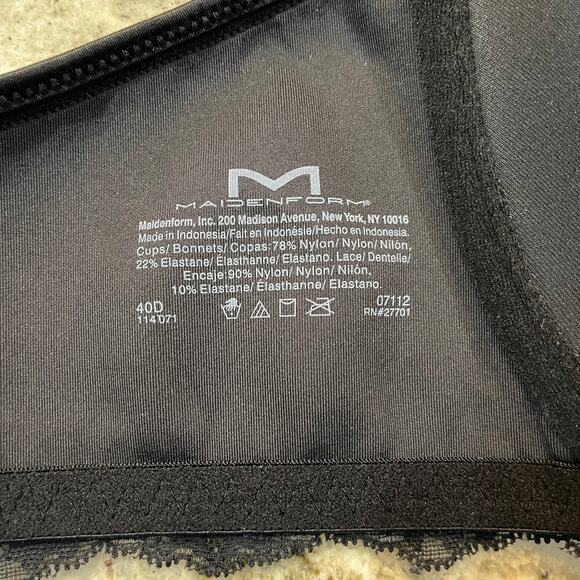 M
MAIDENFORM®
Maidenform, Inc. 200 Madison Avenue, New York, NY 10016
Made in Indonesia/Fait en Indonésie/Hecho en Indonesia.
Cups/ Bonnets/ Copas:78% Nylon/ Nylon/ Nilón,
22% Elastane/ Elasthanne/ Elastano. Lace/ Dentelle/
Encaje:90% Nylon/ Nylon/ Nilón,
10% Elastane/ Elasthanne/ Elastano.
40D 07112
114071 RN#27701